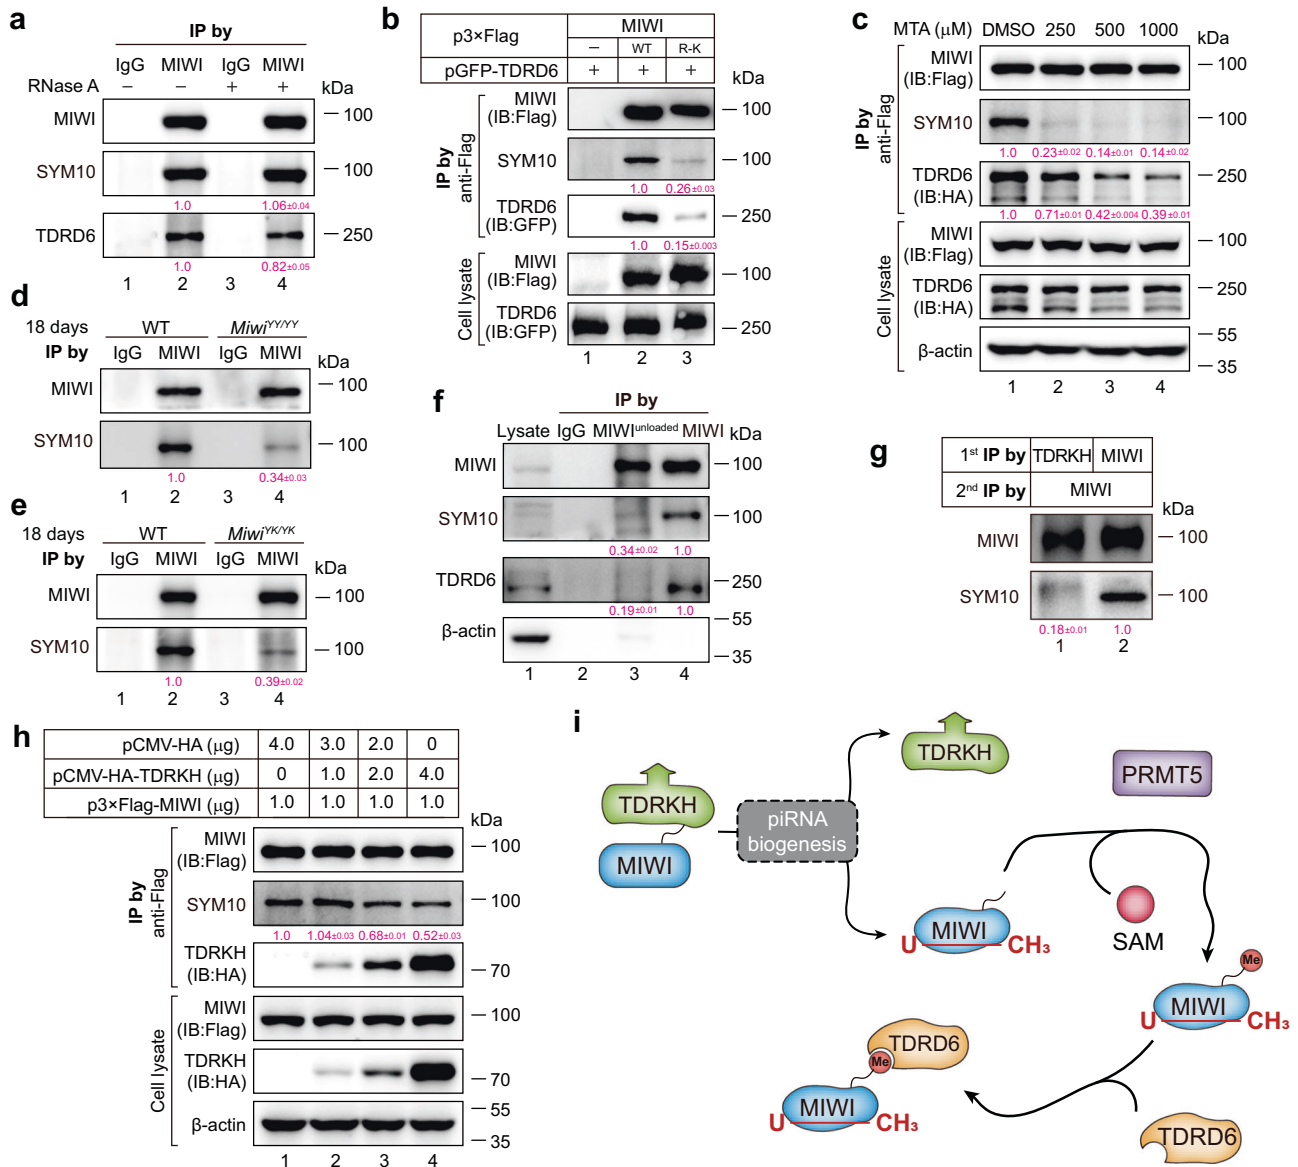 a
IP by
IgG MIWI IgG MIWI
RNase A − − + + kDa
MIWI 100
SYM10 100
1.0 1.06±0.04
TDRD6 250
1.0 0.82±0.05
1 2 3 4
b
p3×Flag MIWI
− WT R-K
pGFP-TDRD6 + + +
kDa
IP by
anti-Flag
MIWI
(IB:Flag) 100
SYM10 100
1.0 0.26±0.03
TDRD6
(IB:GFP) 250
1.0 0.15±0.003
Cell lysate
MIWI
(IB:Flag) 100
TDRD6
(IB:GFP) 250
1 2 3
c
MTA (μM) DMSO 250 500 1000
kDa
IP by
anti-Flag
MIWI
(IB:Flag) 100
SYM10 100
1.0 0.23±0.02 0.14±0.01 0.14±0.02
TDRD6
(IB:HA) 250
1.0 0.71±0.01 0.42±0.004 0.39±0.01
Cell lysate
MIWI
(IB:Flag) 100
TDRD6
(IB:HA) 250
β-actin 55
35
1 2 3 4
d
18 days WT Miwi^YY/YY
IP by IgG MIWI IgG MIWI kDa
MIWI 100
SYM10 100
1.0 0.34±0.03
1 2 3 4
e
18 days WT Miwi^YK/YK
IP by IgG MIWI IgG MIWI kDa
MIWI 100
SYM10 100
1.0 0.39±0.02
1 2 3 4
f
IP by
Lysate IgG MIWI^unloaded MIWI kDa
MIWI 100
SYM10 100
0.34±0.02 1.0
TDRD6 250
0.19±0.01 1.0
β-actin 55
35
1 2 3 4
g
1st IP by TDRKH MIWI
2nd IP by MIWI
kDa
MIWI 100
SYM10 100
0.18±0.01 1.0
1 2
h
pCMV-HA (μg) 4.0 3.0 2.0 0
pCMV-HA-TDRKH (μg) 0 1.0 2.0 4.0
p3×Flag-MIWI (μg) 1.0 1.0 1.0 1.0
kDa
IP by
anti-Flag
MIWI
(IB:Flag) 100
SYM10 100
1.0 1.04±0.03 0.68±0.01 0.52±0.03
TDRKH
(IB:HA) 70
Cell lysate
MIWI
(IB:Flag) 100
TDRKH
(IB:HA) 70
β-actin 55
35
1 2 3 4
i
TDRKH
MIWI
piRNA
biogenesis
TDRKH
PRMT5
MIWI
U CH₃
SAM
Me
MIWI
U CH₃
TDRD6
Me
MIWI
U CH₃
TDRD6